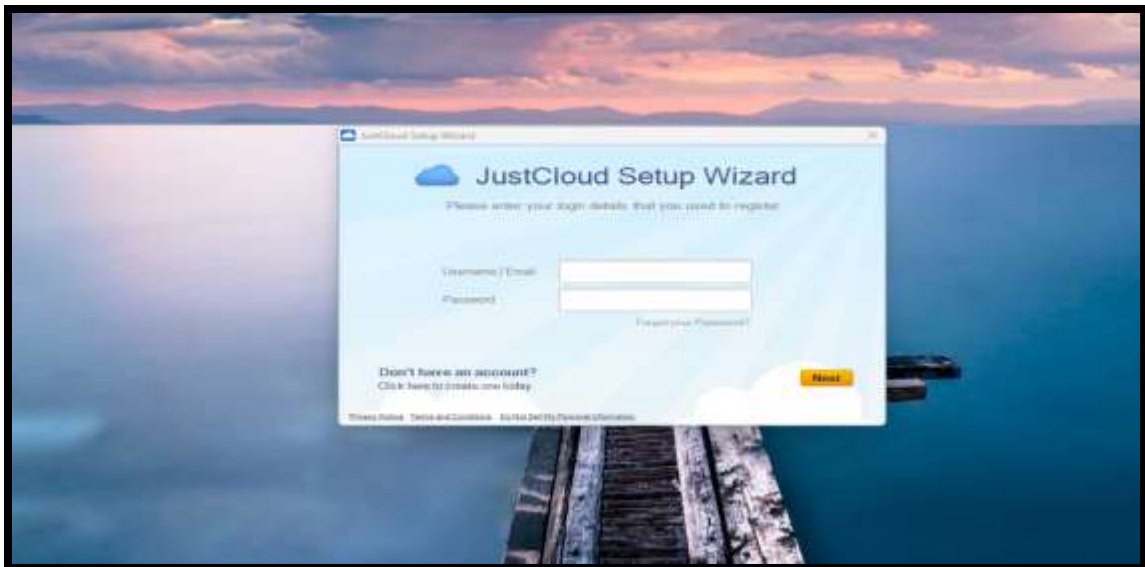 JustCloud Setup Wizard
JustCloud Setup Wizard
Please enter your login details that you used to register
Username / Email
Password
Forgot your Password?
Don't have an account?
Click here to create one today
Next
Privacy Notice Terms and Conditions Do Not Sell My Personal Information